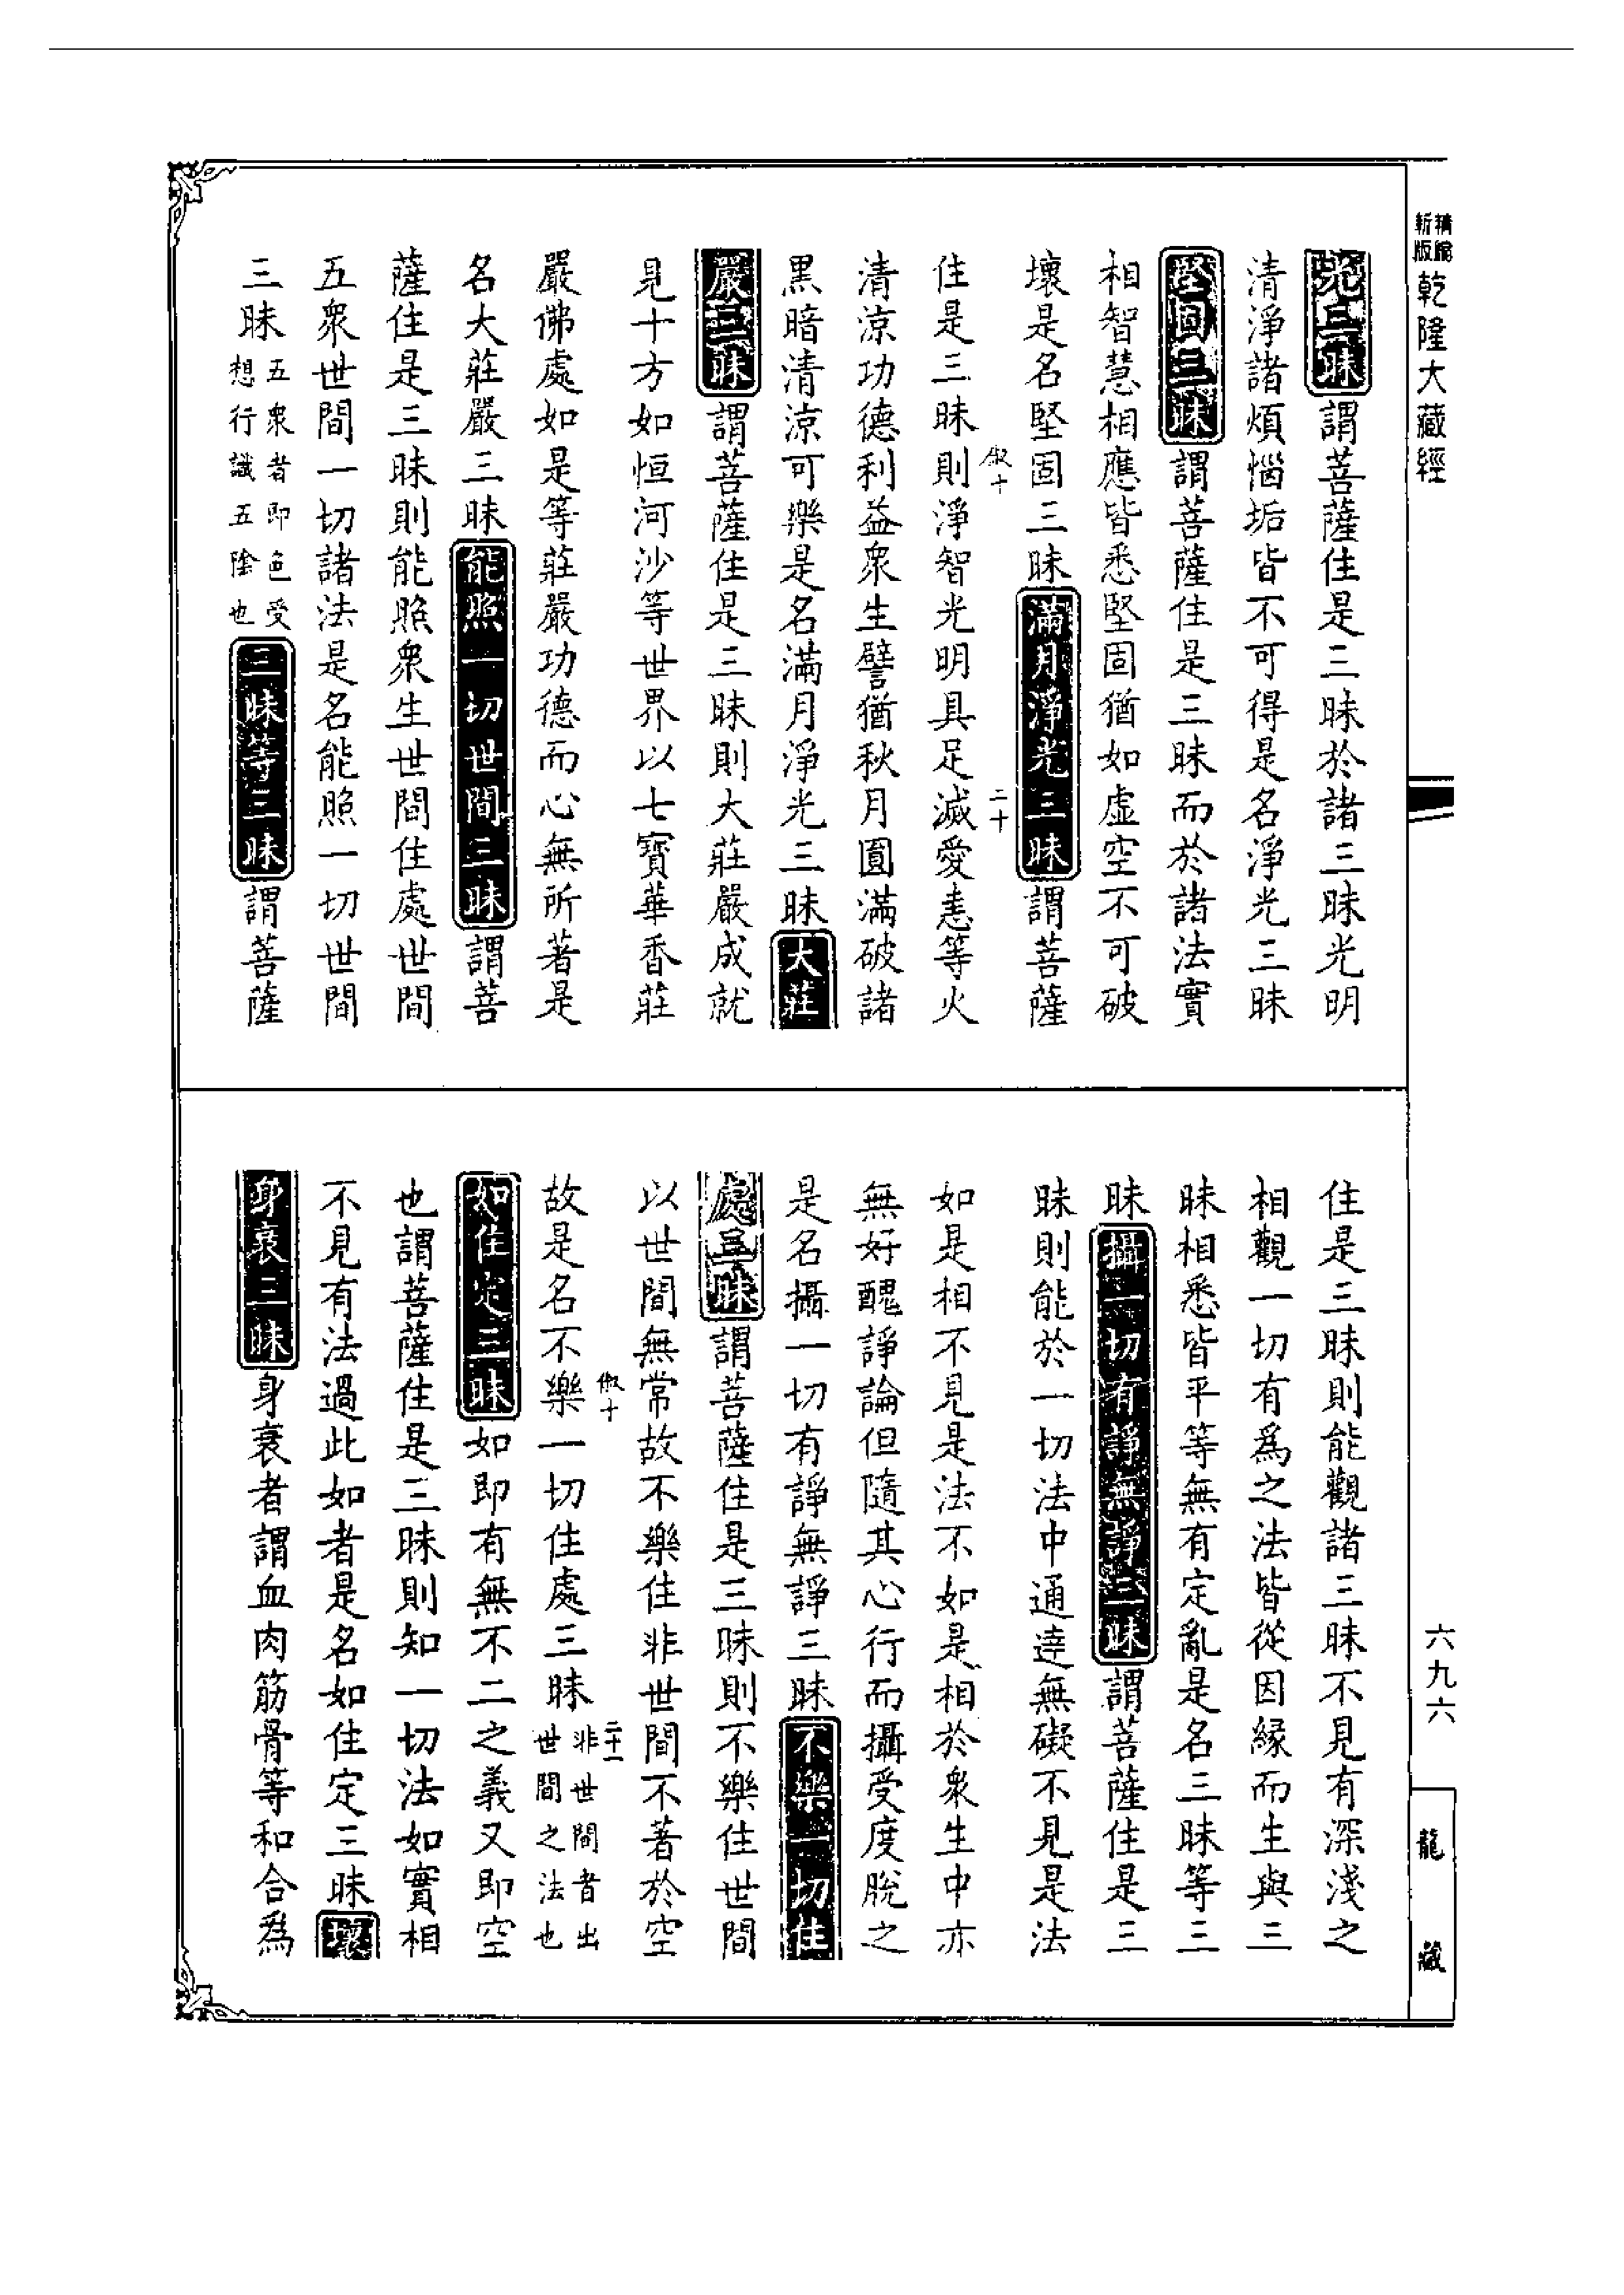 新版
精縮
乾隆大藏經
光三昧謂菩薩住是三昧於諸三昧光明
清淨諸煩惱垢皆不可得是名淨光三昧
堅固三昧謂菩薩住是三昧而於諸法實
相智慧相應皆悉堅固猶如虛空不可破
壞是名堅固三昧滿月淨光三昧謂菩薩
俶十
二十
住是三昧則淨智光明具足滅愛恚等火
清涼功德利益衆生譬猶秋月圓滿破諸
黑暗清涼可樂是名滿月淨光三昧大莊
嚴三昧謂菩薩住是三昧則大莊嚴成就
見十方如恒河沙等世界以七寶華香莊
嚴佛處如是等莊嚴功德而心無所著是
名大莊嚴三昧能照一切世間三昧謂菩
薩住是三昧則能照衆生世間住處世間
五衆世間一切諸法是名能照一切世間
三昧五衆者即色受想行識五陰也三昧等三昧謂菩薩
住是三昧則能觀諸三昧不見有深淺之
相觀一切有爲之法皆從因緣而生與三
昧相悉皆平等無有定亂是名三昧等三
昧攝一切有諍無諍三昧謂菩薩住是三
昧則能於一切法中通達無礙不見是法
如是相不見是法不如是相於衆生中亦
無好醜諍論但隨其心行而攝受度脫之
是名攝一切有諍無諍三昧不樂一切住
處三昧謂菩薩住是三昧則不樂住世間
以世間無常故不樂住非世間不著於空
俶十
二十一
故是名不樂一切住處三昧非世間者出世間之法也
如住定三昧如即有無不二之義又即空
也謂菩薩住是三昧則知一切法如實相
不見有法過此如者是名如住定三昧壞
身衰三昧身衰者謂血肉筋骨等和合爲
六九六
龍藏